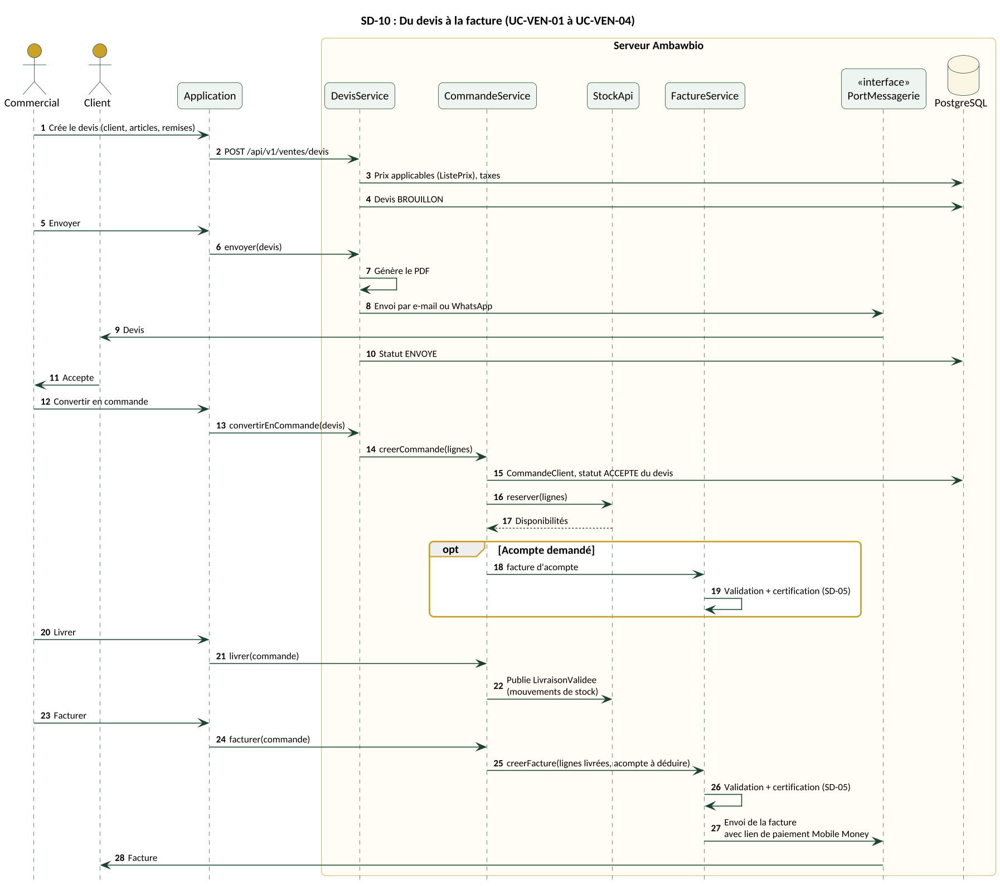 SD-10 : Du devis à la facture (UC-VEN-01 à UC-VEN-04)
Serveur Ambawbio
Commercial
Client
Application
DevisService
CommandeService
StockApi
FactureService
«interface»
PortMessagerie
PostgreSQL
1 Crée le devis (client, articles, remises)
2 POST /api/v1/ventes/devis
3 Prix applicables (ListePrix), taxes
4 Devis BROUILLON
5 Envoyer
6 envoyer(devis)
7 Génère le PDF
8 Envoi par e-mail ou WhatsApp
9 Devis
10 Statut ENVOYE
11 Accepte
12 Convertir en commande
13 convertirEnCommande(devis)
14 creerCommande(lignes)
15 CommandeClient, statut ACCEPTE du devis
16 reserver(lignes)
17 Disponibilités
opt [Acompte demandé]
18 facture d'acompte
19 Validation + certification (SD-05)
20 Livrer
21 livrer(commande)
22 Publie LivraisonValidee
(mouvements de stock)
23 Facturer
24 facturer(commande)
25 creerFacture(lignes livrées, acompte à déduire)
26 Validation + certification (SD-05)
27 Envoi de la facture
avec lien de paiement Mobile Money
28 Facture